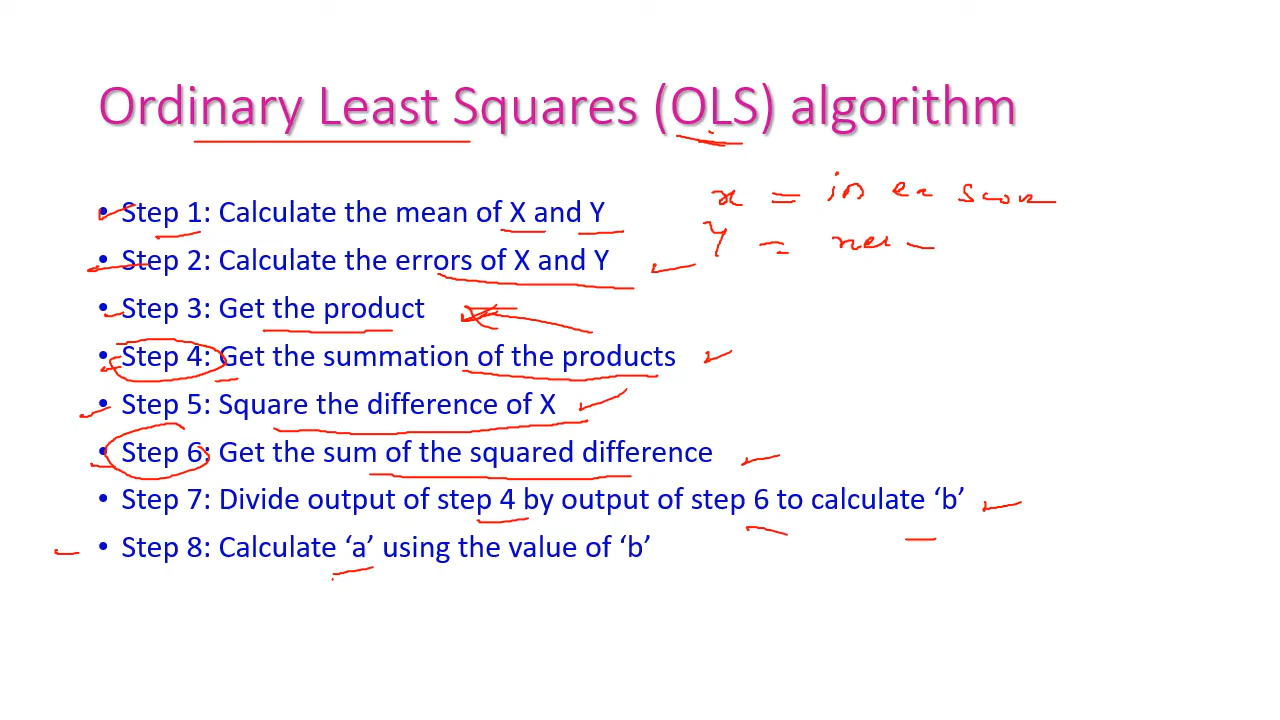 Ordinary Least Squares (OLS) algorithm
• Step 1: Calculate the mean of X and Y
x = in
Y =
• Step 2: Calculate the errors of X and Y
• Step 3: Get the product
• Step 4: Get the summation of the products
• Step 5: Square the difference of X
• Step 6: Get the sum of the squared difference
• Step 7: Divide output of step 4 by output of step 6 to calculate ‘b’
• Step 8: Calculate ‘a’ using the value of ‘b’